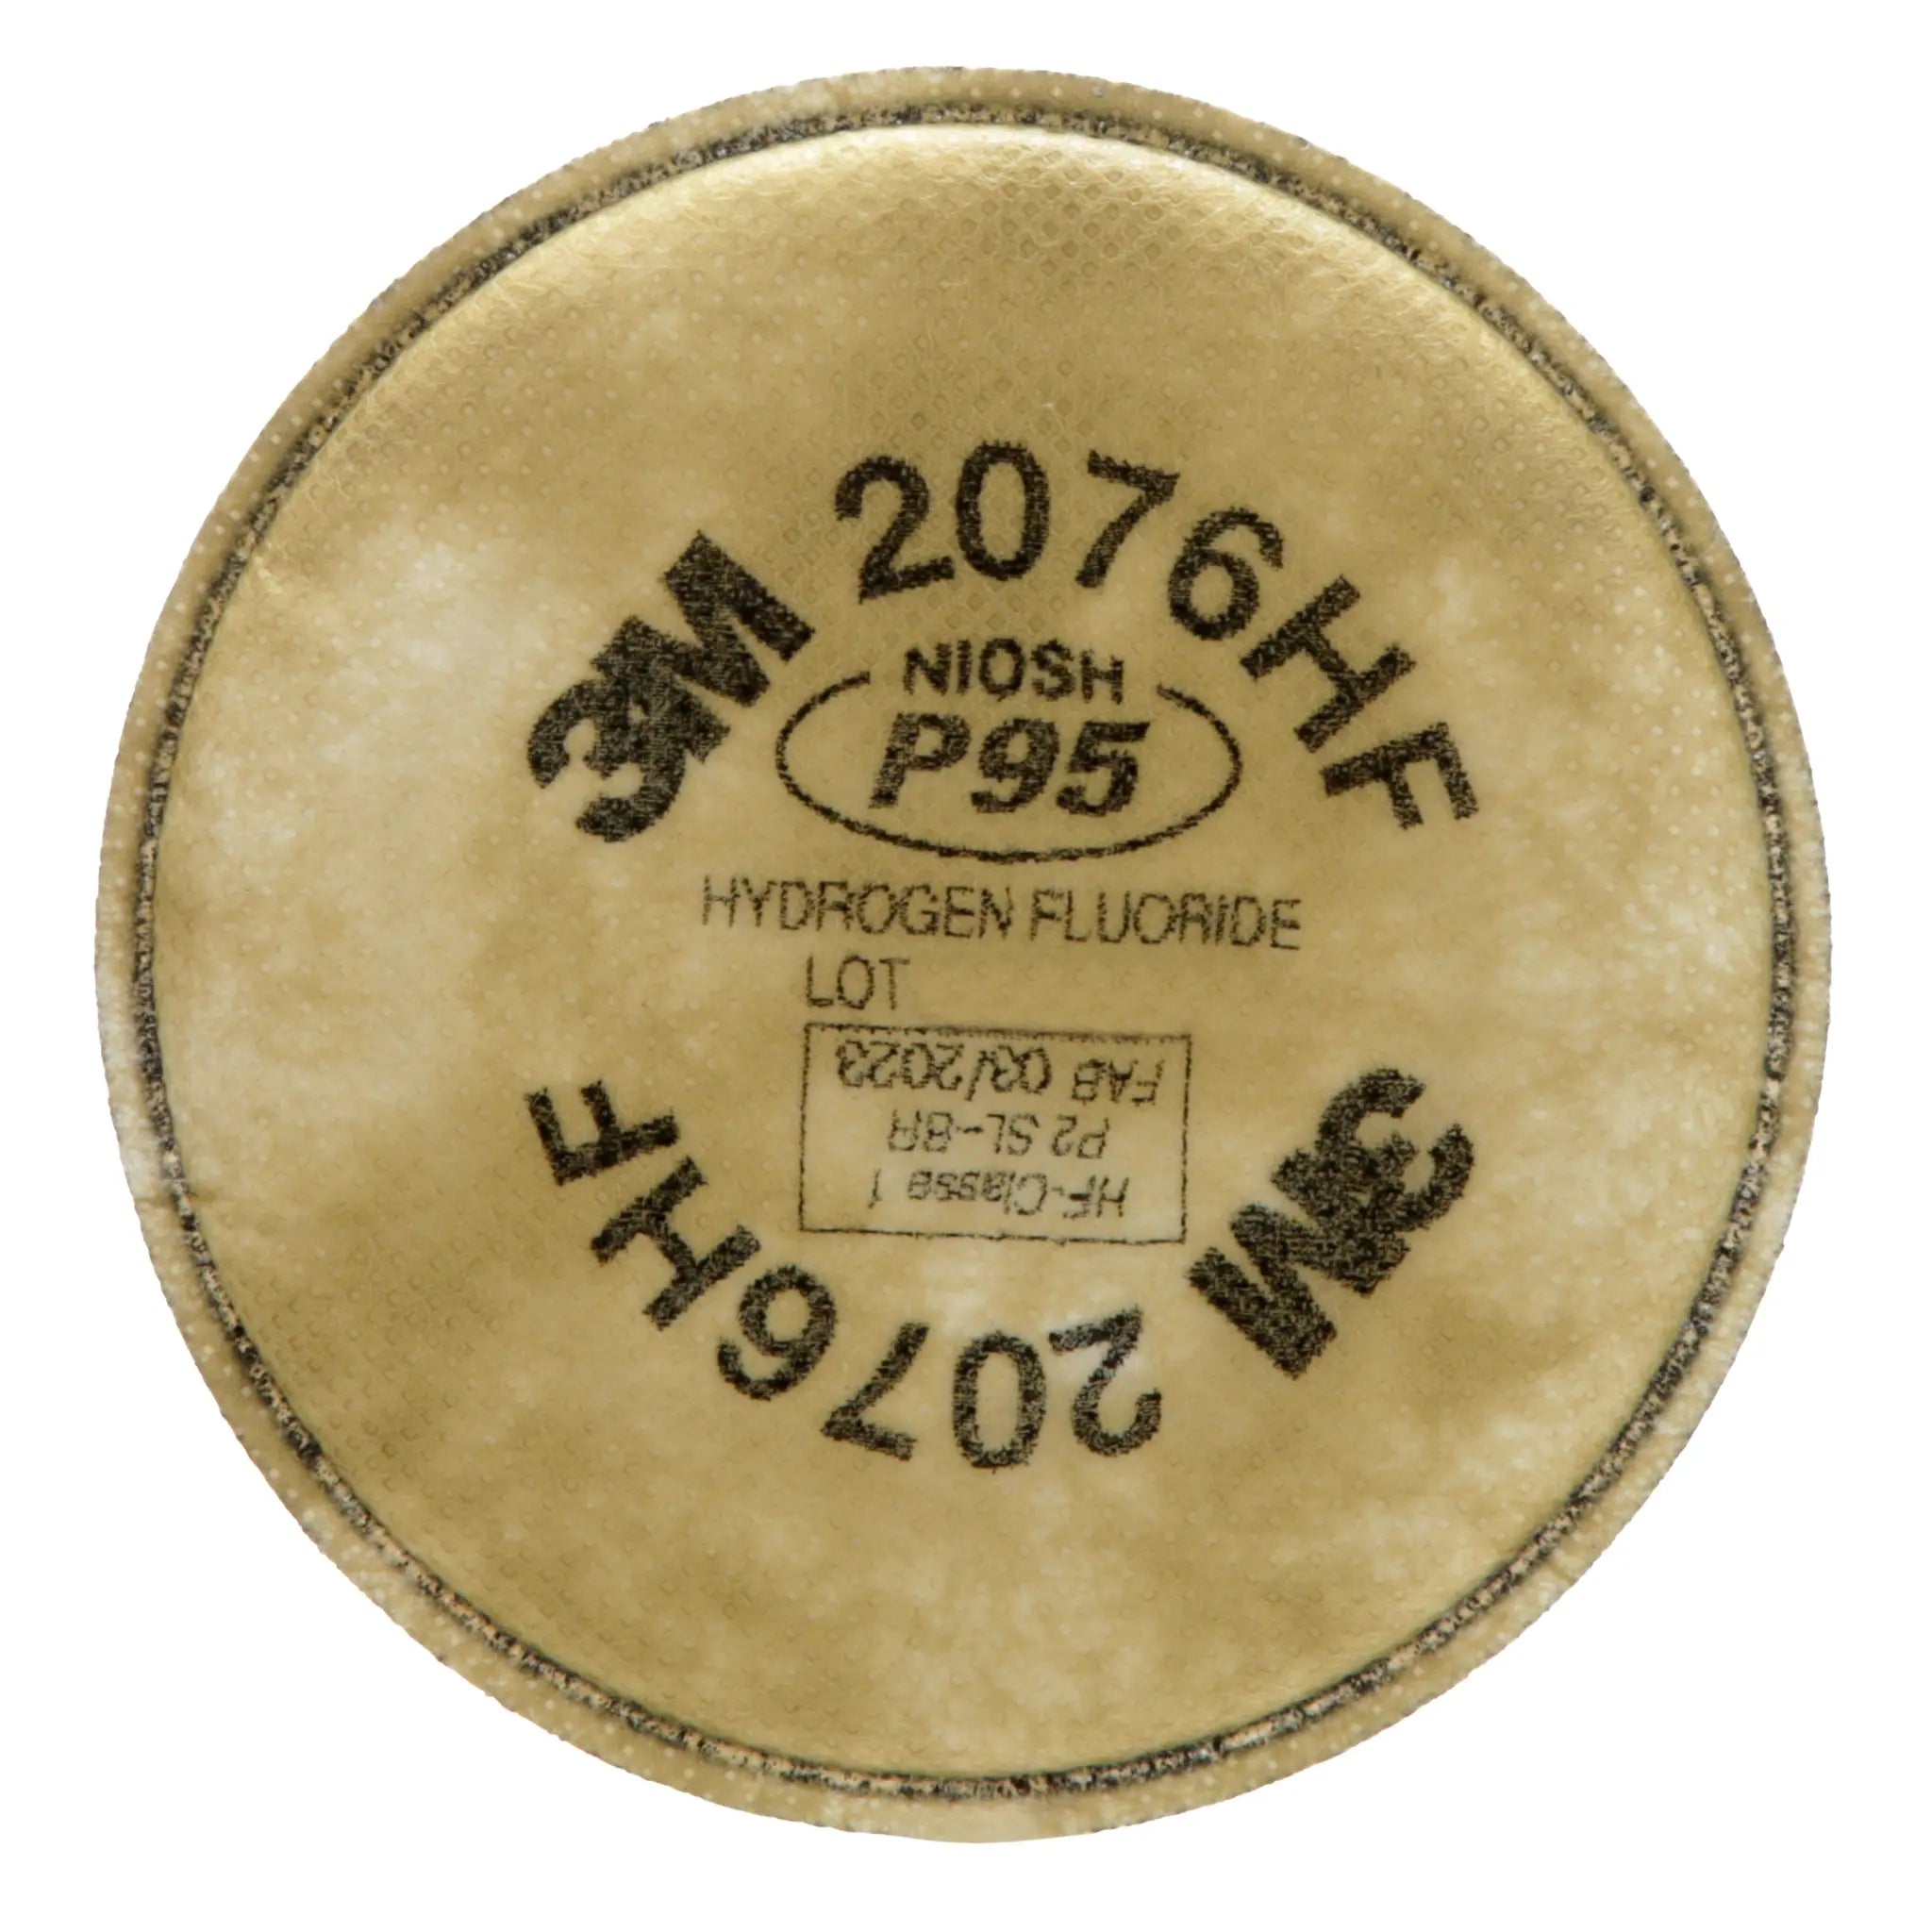 3M 2076HF
NIOSH
P95
HYDROGEN FLUORIDE
LOT
HF-Classe 1
P2 SL-BR
FAB 03/2023
3M 2076HF